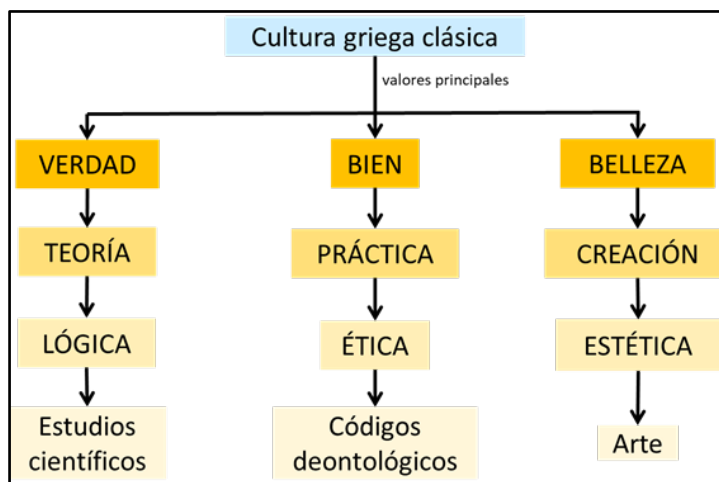 Cultura griega clásica
valores principales
VERDAD
BIEN
BELLEZA
TEORÍA
PRÁCTICA
CREACIÓN
LÓGICA
ÉTICA
ESTÉTICA
Estudios
científicos
Códigos
deontológicos
Arte